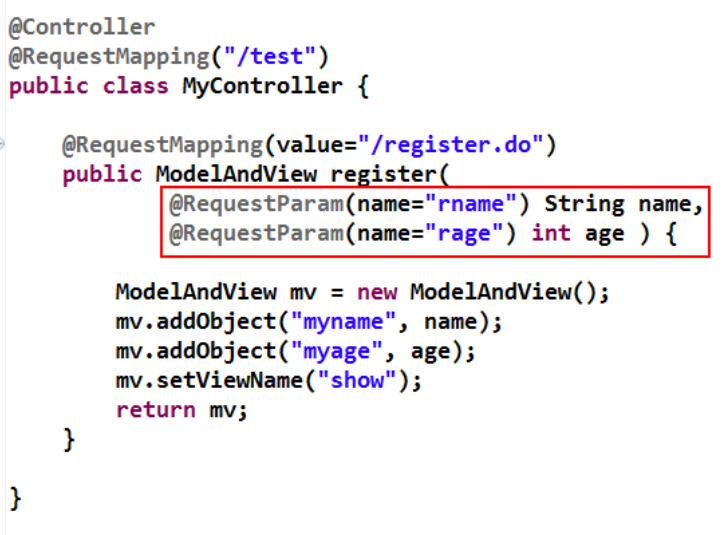 @Controller
@RequestMapping("/test")
public class MyController {
@RequestMapping(value="/register.do")
public ModelAndView register(
@RequestParam(name="rname") String name,
@RequestParam(name="rage") int age ) {
ModelAndView mv = new ModelAndView();
mv.addObject("myname", name);
mv.addObject("myage", age);
mv.setViewName("show");
return mv;
}
}